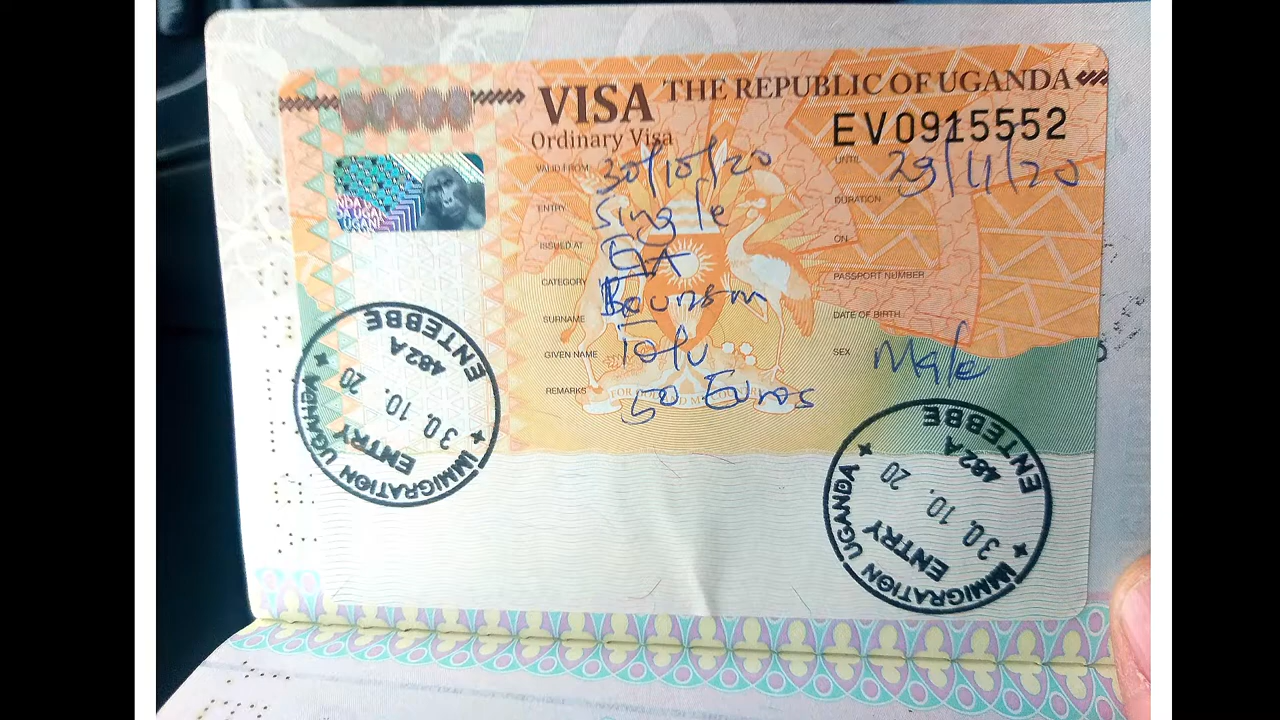 VISA THE REPUBLIC OF UGANDA
Ordinary Visa
EV0915552
VALID FROM 30/10/20 UNTIL 29/11/20
ENTRY Single DURATION
ISSUED AT ON
CATEGORY PASSPORT NUMBER
SURNAME DATE OF BIRTH
GIVEN NAME Tolu SEX Male
REMARKS 50 Euros
ENTEBBE
482A
30. 10. 20
ENTRY
IMMIGRATION UGANDA
ENTEBBE
482A
30. 10. 20
ENTRY
IMMIGRATION UGANDA